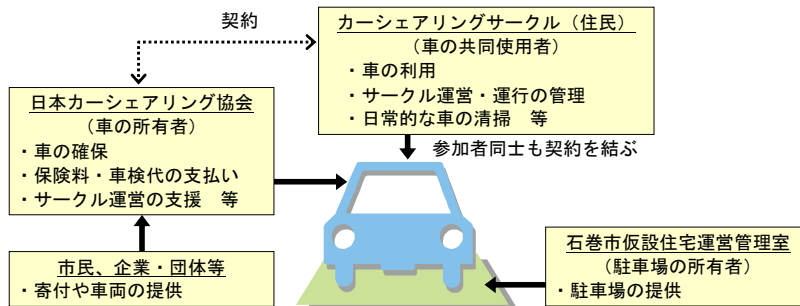 契約
カーシェアリングサークル（住民）
（車の共同使用者）
・車の利用
・サークル運営・運行の管理
・日常的な車の清掃　等
日本カーシェアリング協会
（車の所有者）
・車の確保
・保険料・車検代の支払い
・サークル運営の支援　等
参加者同士も契約を結ぶ
市民、企業・団体等
・寄付や車両の提供
石巻市仮設住宅運営管理室
（駐車場の所有者）
・駐車場の提供